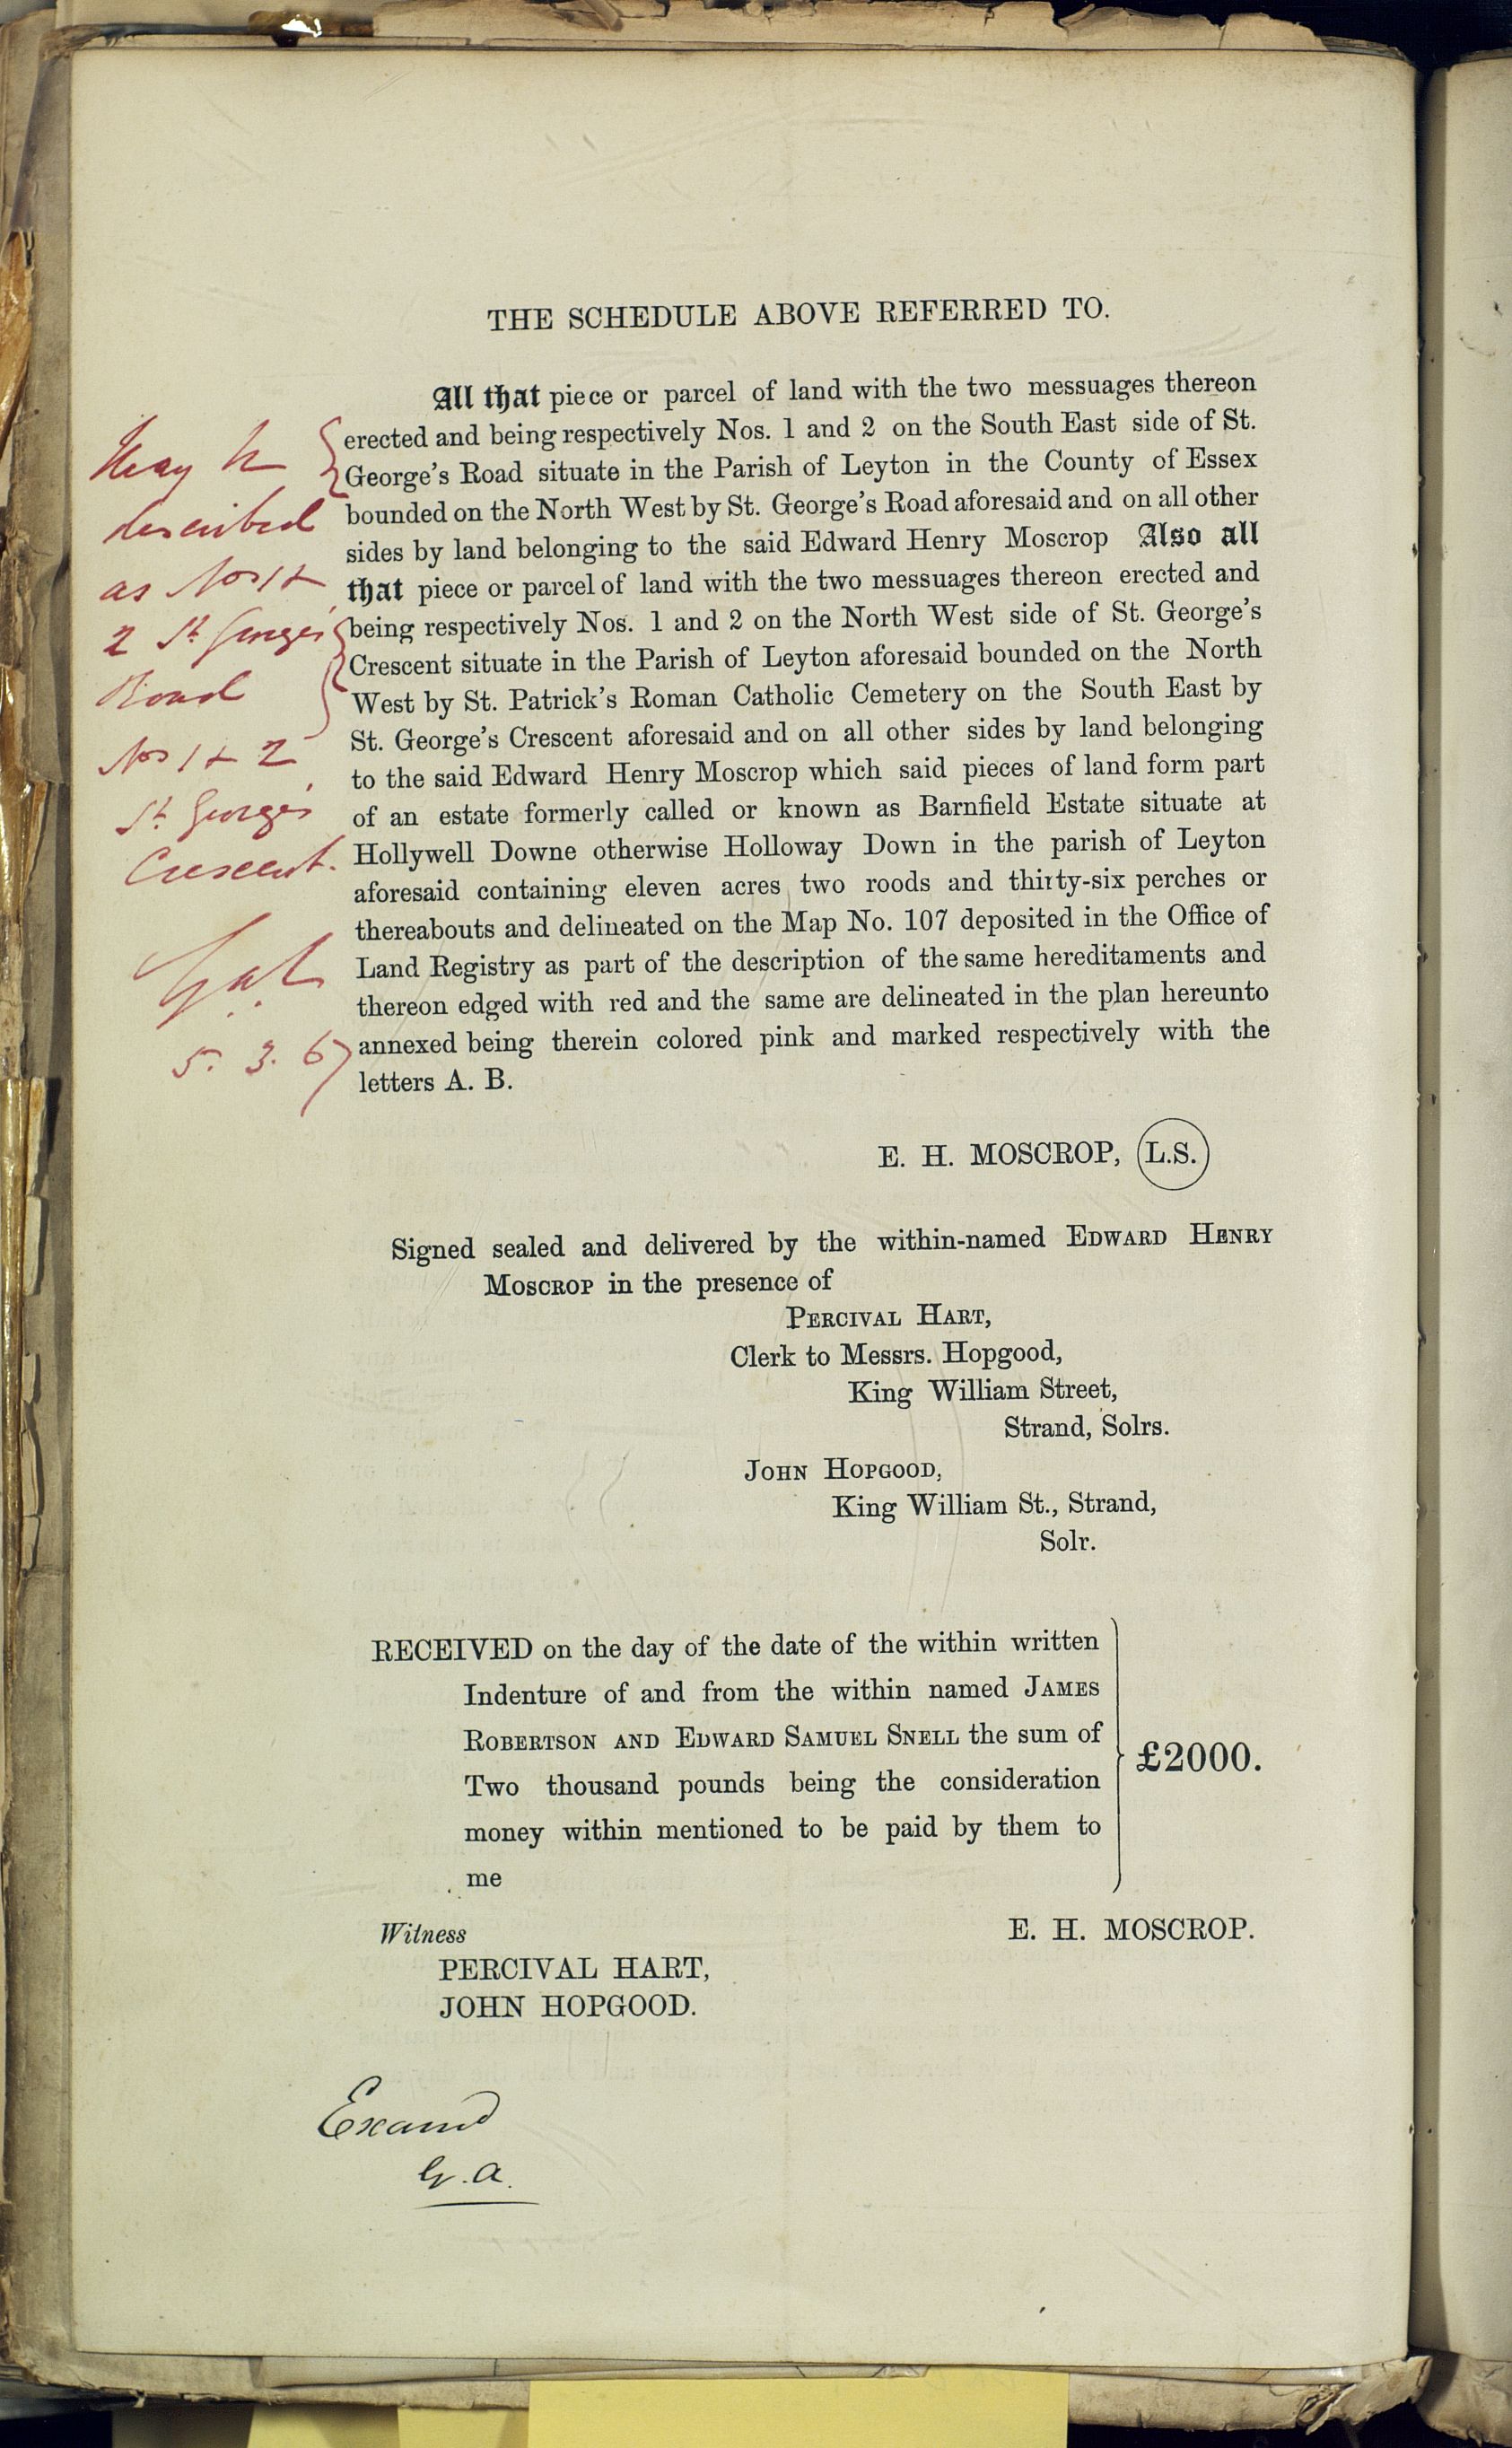 THE SCHEDULE ABOVE REFERRED TO.
All that piece or parcel of land with the two messuages thereon
erected and being respectively Nos. 1 and 2 on the South East side of St.
George's Road situate in the Parish of Leyton in the County of Essex
bounded on the North West by St. George's Road aforesaid and on all other
sides by land belonging to the said Edward Henry Moscrop Also all
that piece or parcel of land with the two messuages thereon erected and
being respectively Nos. 1 and 2 on the North West side of St. George's
Crescent situate in the Parish of Leyton aforesaid bounded on the North
West by St. Patrick's Roman Catholic Cemetery on the South East by
St. George's Crescent aforesaid and on all other sides by land belonging
to the said Edward Henry Moscrop which said pieces of land form part
of an estate formerly called or known as Barnfield Estate situate at
Hollywell Downe otherwise Holloway Down in the parish of Leyton
aforesaid containing eleven acres two roods and thirty-six perches or
thereabouts and delineated on the Map No. 107 deposited in the Office of
Land Registry as part of the description of the same hereditaments and
thereon edged with red and the same are delineated in the plan hereunto
annexed being therein colored pink and marked respectively with the
letters A. B.
May be
described
as Nos 1 &
2 St. George's
Road
Nos 1 & 2
St. George's
Crescent.
5. 3. 67
E. H. MOSCROP, L.S.
Signed sealed and delivered by the within-named EDWARD HENRY
MOSCROP in the presence of
PERCIVAL HART,
Clerk to Messrs. Hopgood,
King William Street,
Strand, Solrs.
JOHN HOPGOOD,
King William St., Strand,
Solr.
RECEIVED on the day of the date of the within written
Indenture of and from the within named JAMES
ROBERTSON AND EDWARD SAMUEL SNELL the sum of
Two thousand pounds being the consideration
money within mentioned to be paid by them to
me
£2000.
Witness
E. H. MOSCROP.
PERCIVAL HART,
JOHN HOPGOOD.
Examd
G. A.